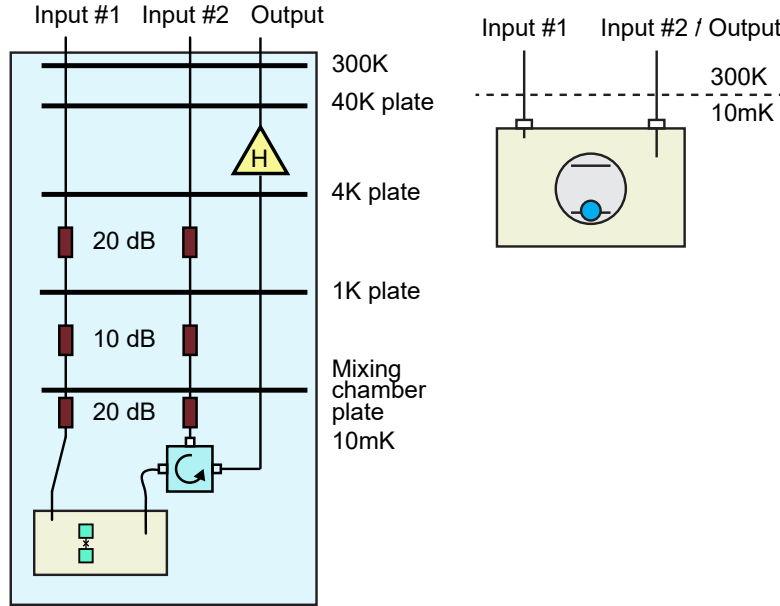 Input #1
Input #2
Output
300K
40K plate
H
4K plate
20 dB
1K plate
10 dB
Mixing
chamber
plate
20 dB
10mK
Input #1
Input #2 / Output
300K
10mK